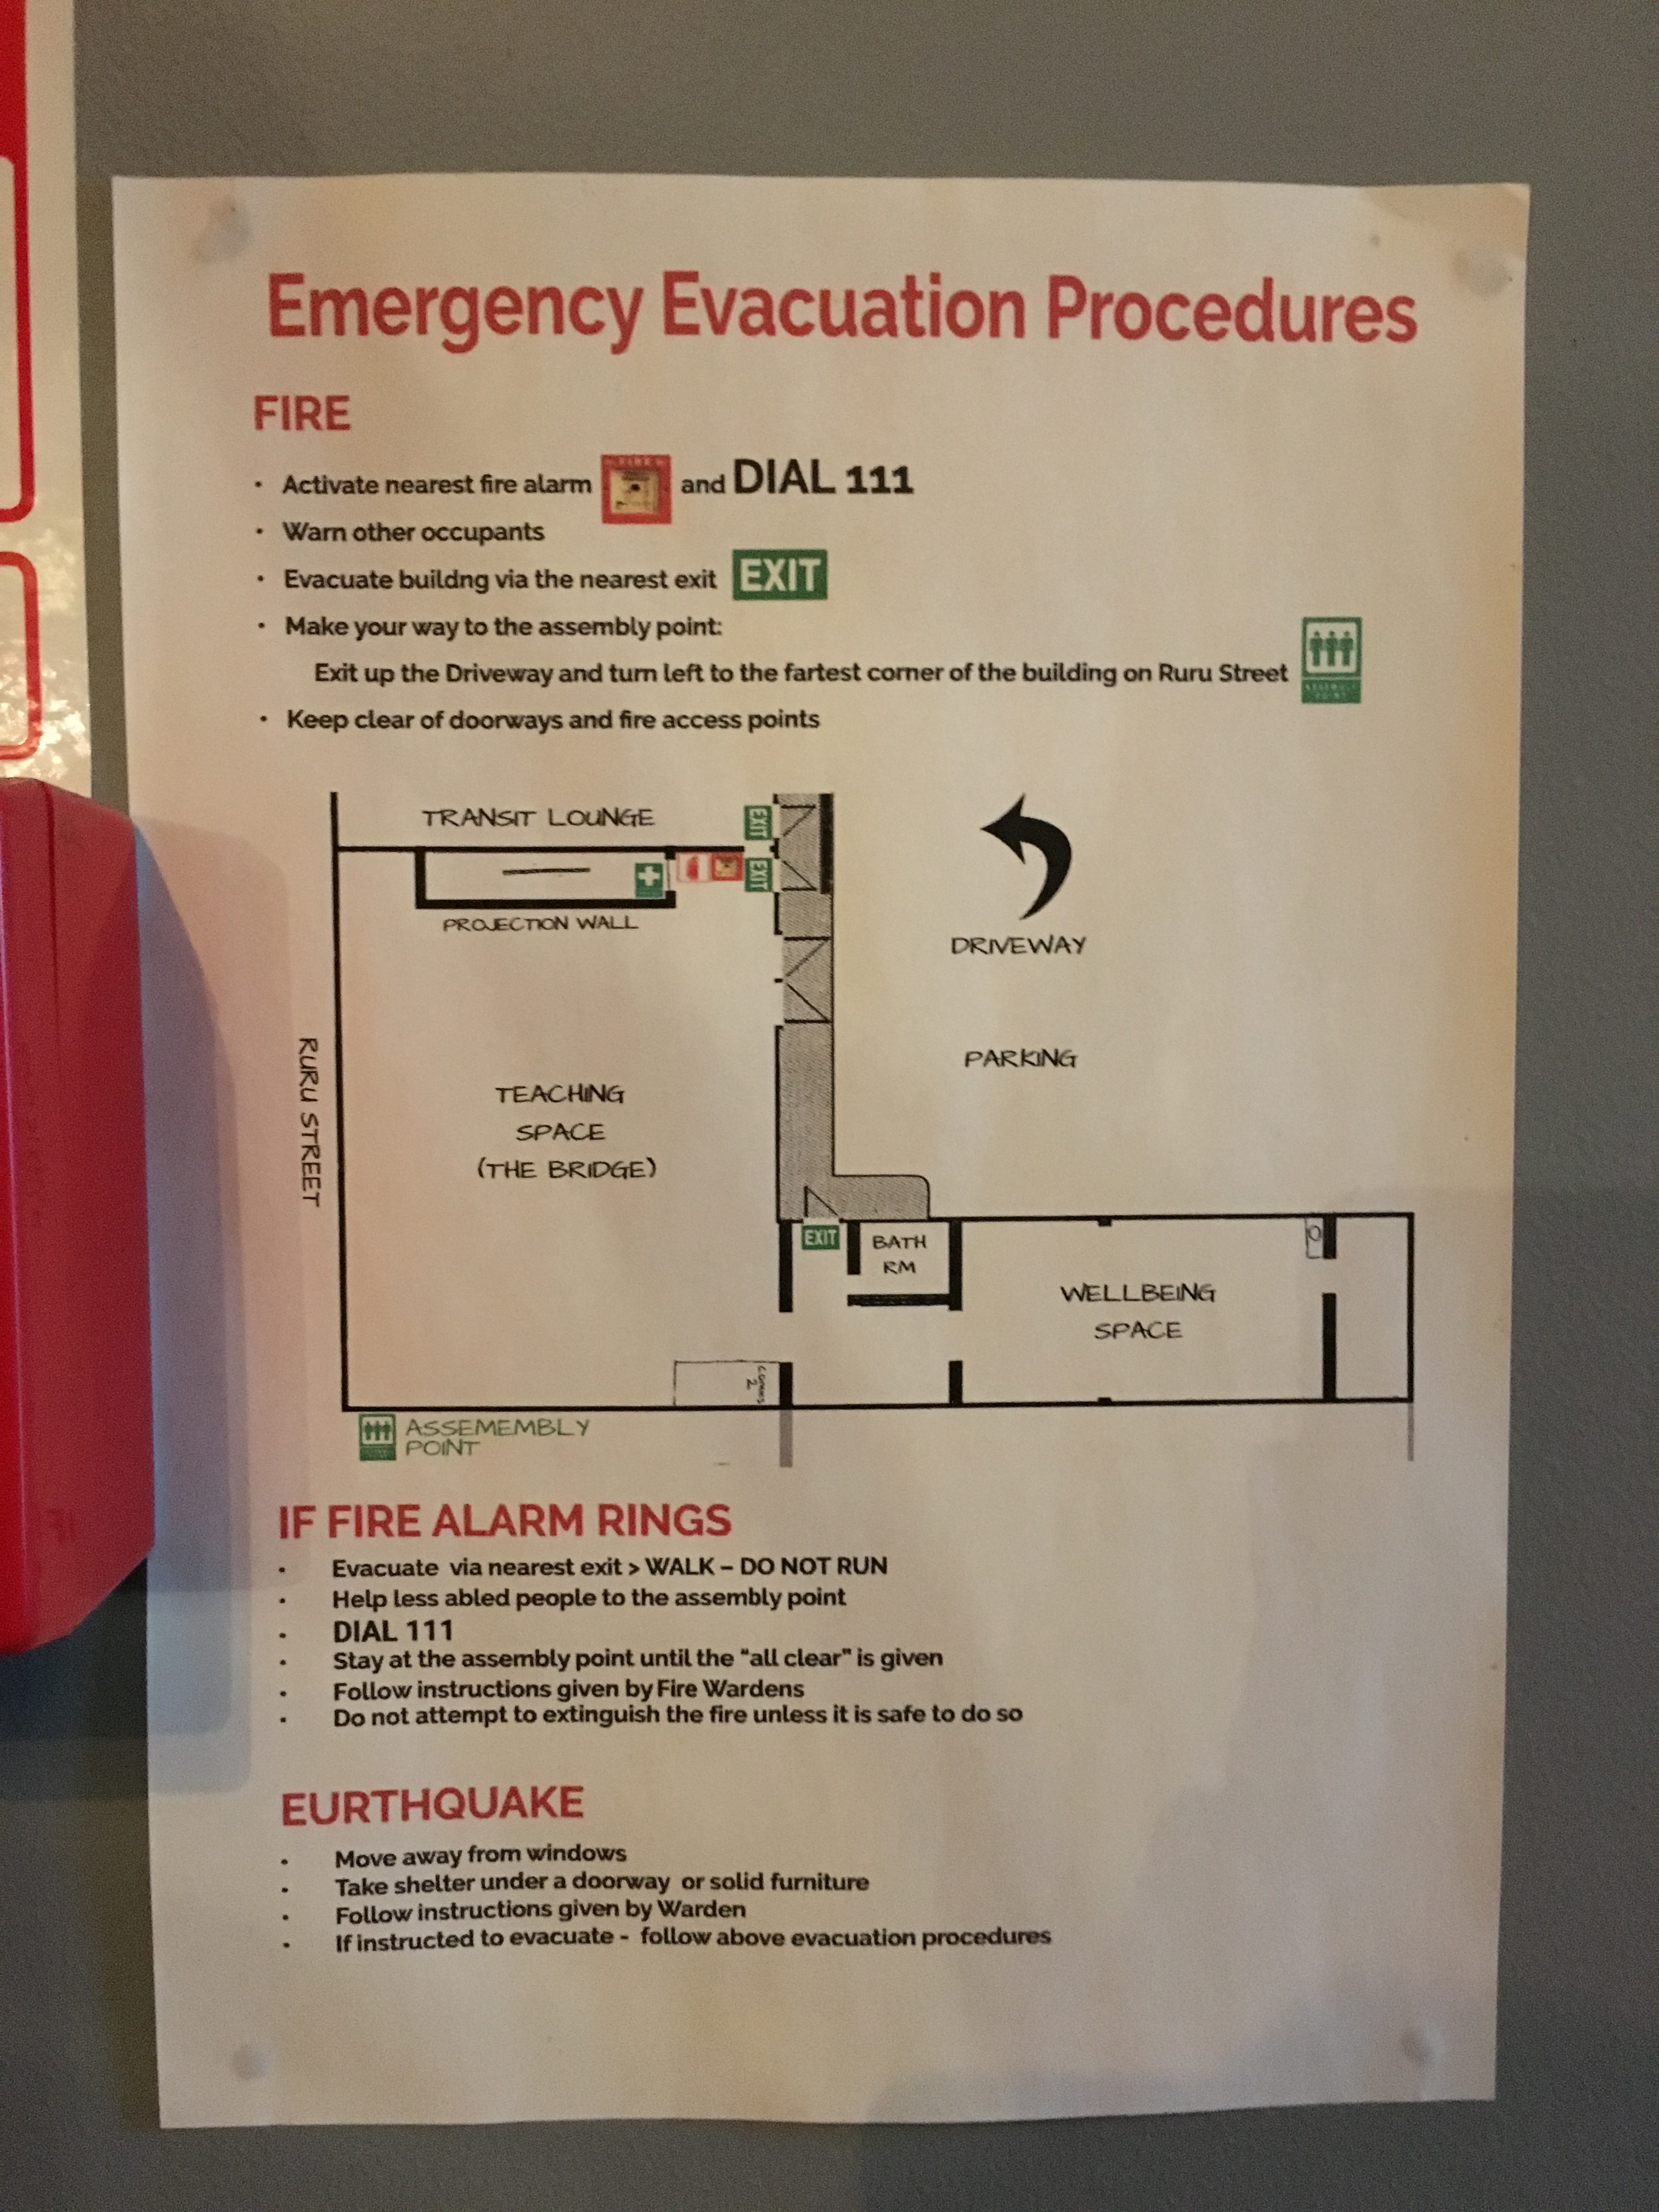 Emergency Evacuation Procedures
FIRE
• Activate nearest fire alarm and DIAL 111
• Warn other occupants
• Evacuate buildng via the nearest exit EXIT
• Make your way to the assembly point:
Exit up the Driveway and turn left to the fartest corner of the building on Ruru Street
ASSEMBLY
POINT
• Keep clear of doorways and fire access points
TRANSIT LOUNGE
EXIT
EXIT
PROJECTION WALL
DRIVEWAY
PARKING
RURU STREET
TEACHING
SPACE
(THE BRIDGE)
EXIT
BATH
RM
WELLBEING
SPACE
COMMS
2
ASSEMEMBLY
POINT
IF FIRE ALARM RINGS
• Evacuate via nearest exit > WALK – DO NOT RUN
• Help less abled people to the assembly point
• DIAL 111
• Stay at the assembly point until the "all clear" is given
• Follow instructions given by Fire Wardens
• Do not attempt to extinguish the fire unless it is safe to do so
EURTHQUAKE
• Move away from windows
• Take shelter under a doorway or solid furniture
• Follow instructions given by Warden
• If instructed to evacuate - follow above evacuation procedures